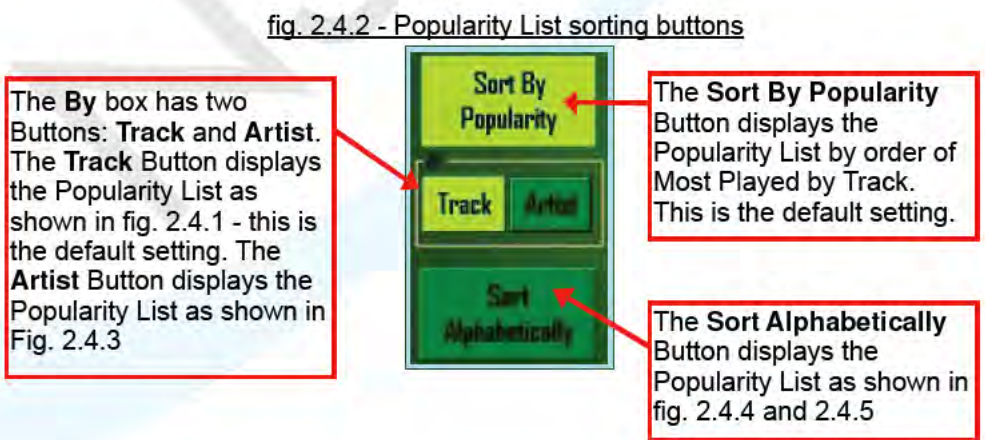 fig. 2.4.2 - Popularity List sorting buttons
The By box has two
Buttons: Track and Artist.
The Track Button displays
the Popularity List as
shown in fig. 2.4.1 - this is
the default setting. The
Artist Button displays the
Popularity List as shown in
Fig. 2.4.3
Sort By
Popularity
Track Artist
Sort
Alphabetically
The Sort By Popularity
Button displays the
Popularity List by order of
Most Played by Track.
This is the default setting.
The Sort Alphabetically
Button displays the
Popularity List as shown in
fig. 2.4.4 and 2.4.5